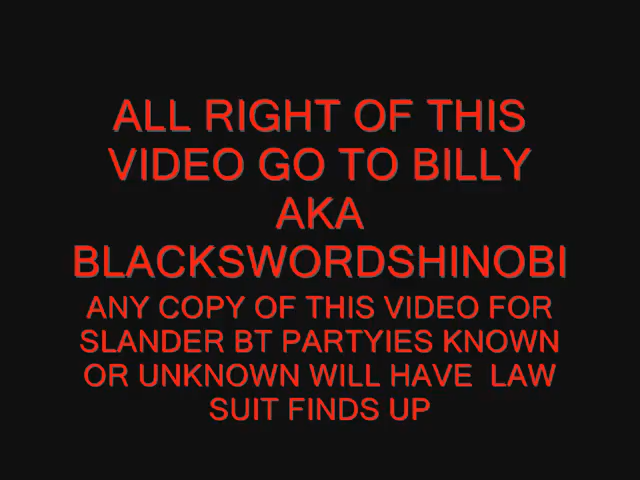 ALL RIGHT OF THIS
VIDEO GO TO BILLY
AKA
BLACKSWORDSHINOBI
ANY COPY OF THIS VIDEO FOR
SLANDER BT PARTYIES KNOWN
OR UNKNOWN WILL HAVE LAW
SUIT FINDS UP